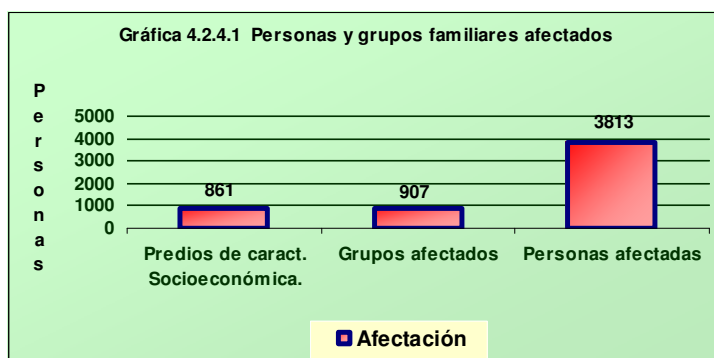 Gráfica 4.2.4.1 Personas y grupos familiares afectados
Personas
5000
4000
3000
2000
1000
0
861
907
3813
Predios de caract.
Socioeconómica.
Grupos afectados
Personas afectadas
Afectación